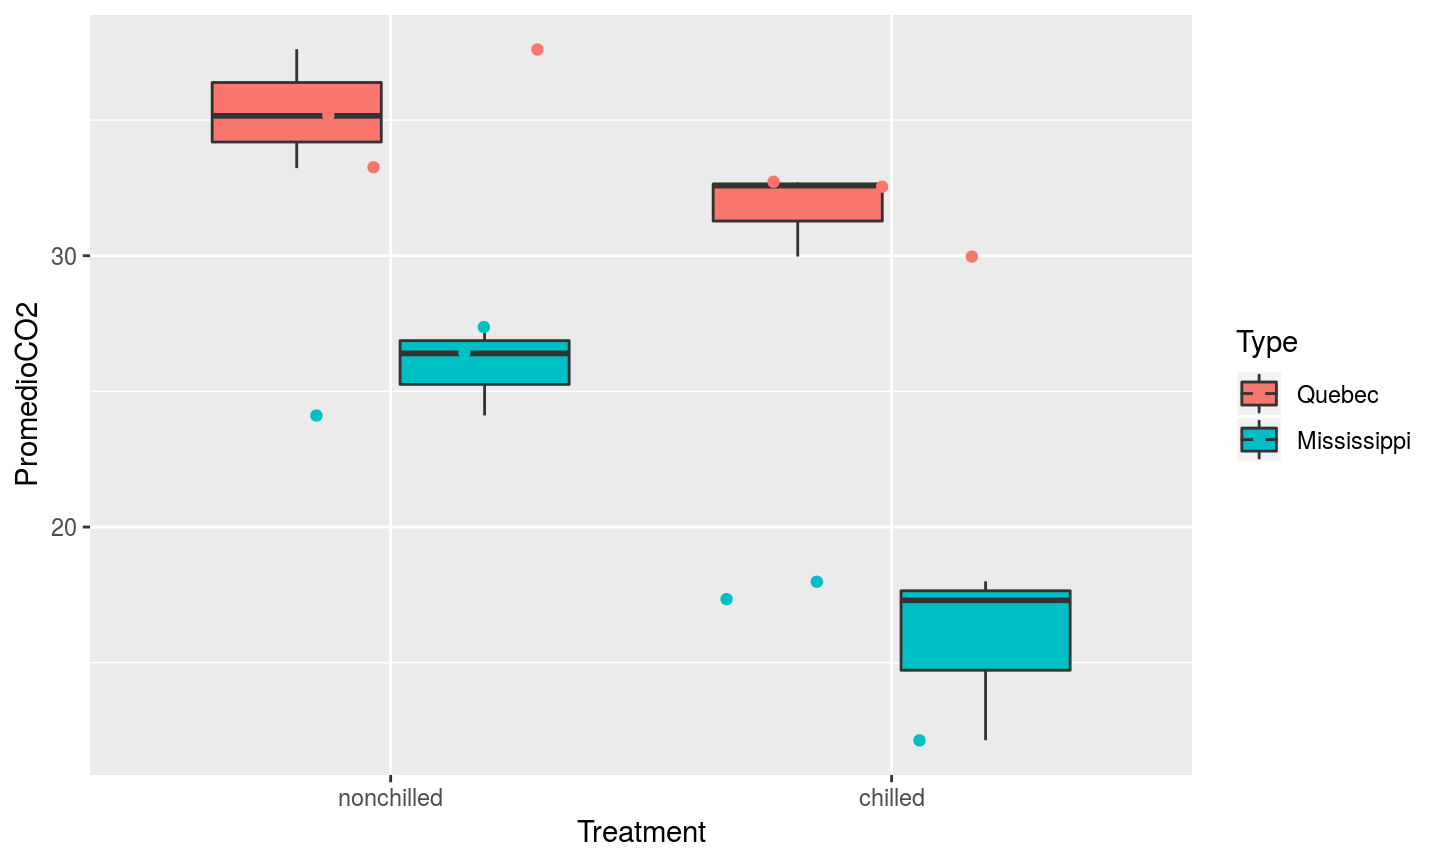 PromedioCO2
30
20
nonchilled
chilled
Treatment
Type
Quebec
Mississippi